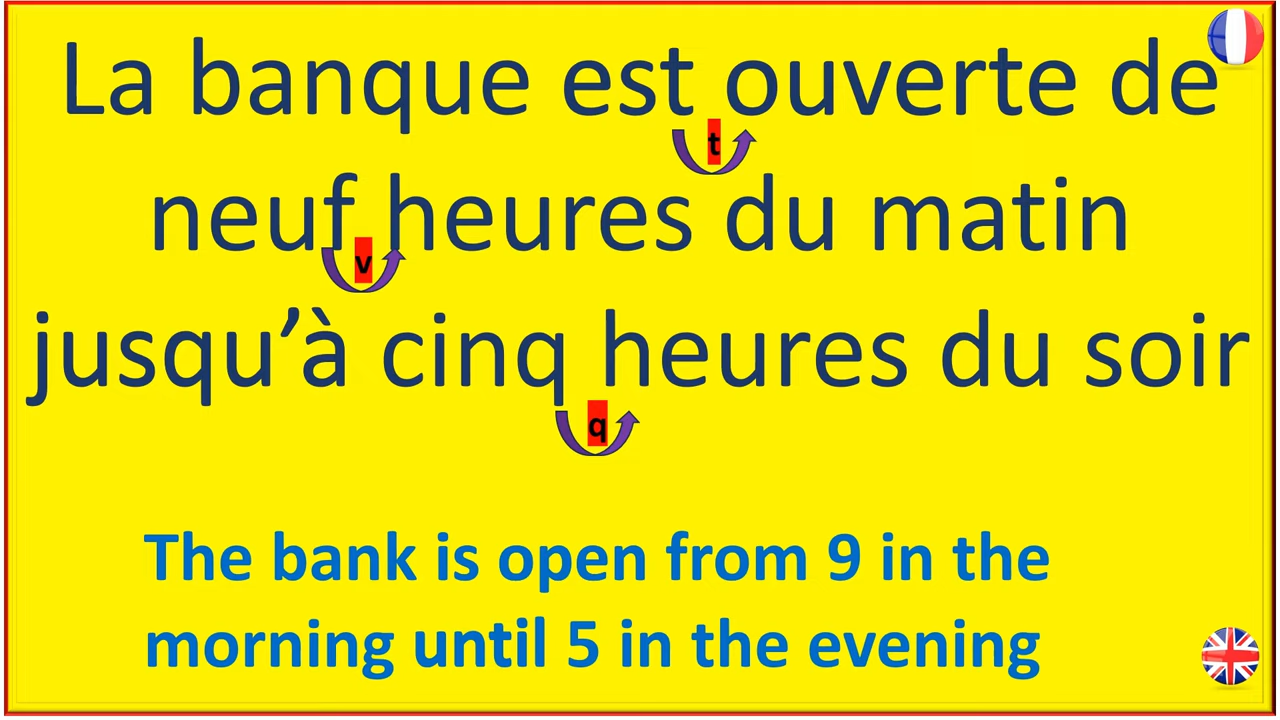 La banque est ouverte de
t
neuf heures du matin
v
jusqu’à cinq heures du soir
q
The bank is open from 9 in the
morning until 5 in the evening